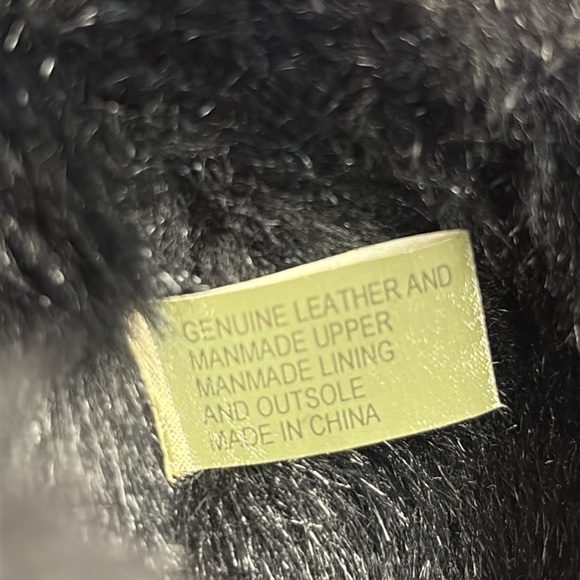 GENUINE LEATHER AND
MANMADE UPPER
MANMADE LINING
AND OUTSOLE
MADE IN CHINA